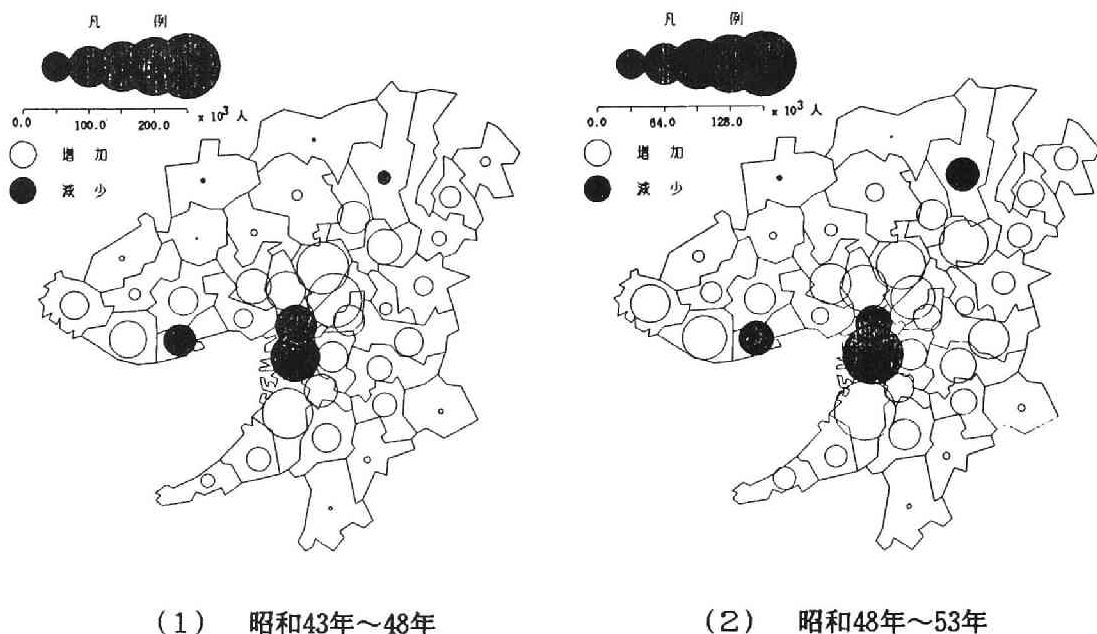 凡 例
0.0 100.0 200.0 × 10³ 人
増 加
減 少
(1) 昭和43年~48年
凡 例
0.0 64.0 128.0 × 10³ 人
増 加
減 少
(2) 昭和48年~53年